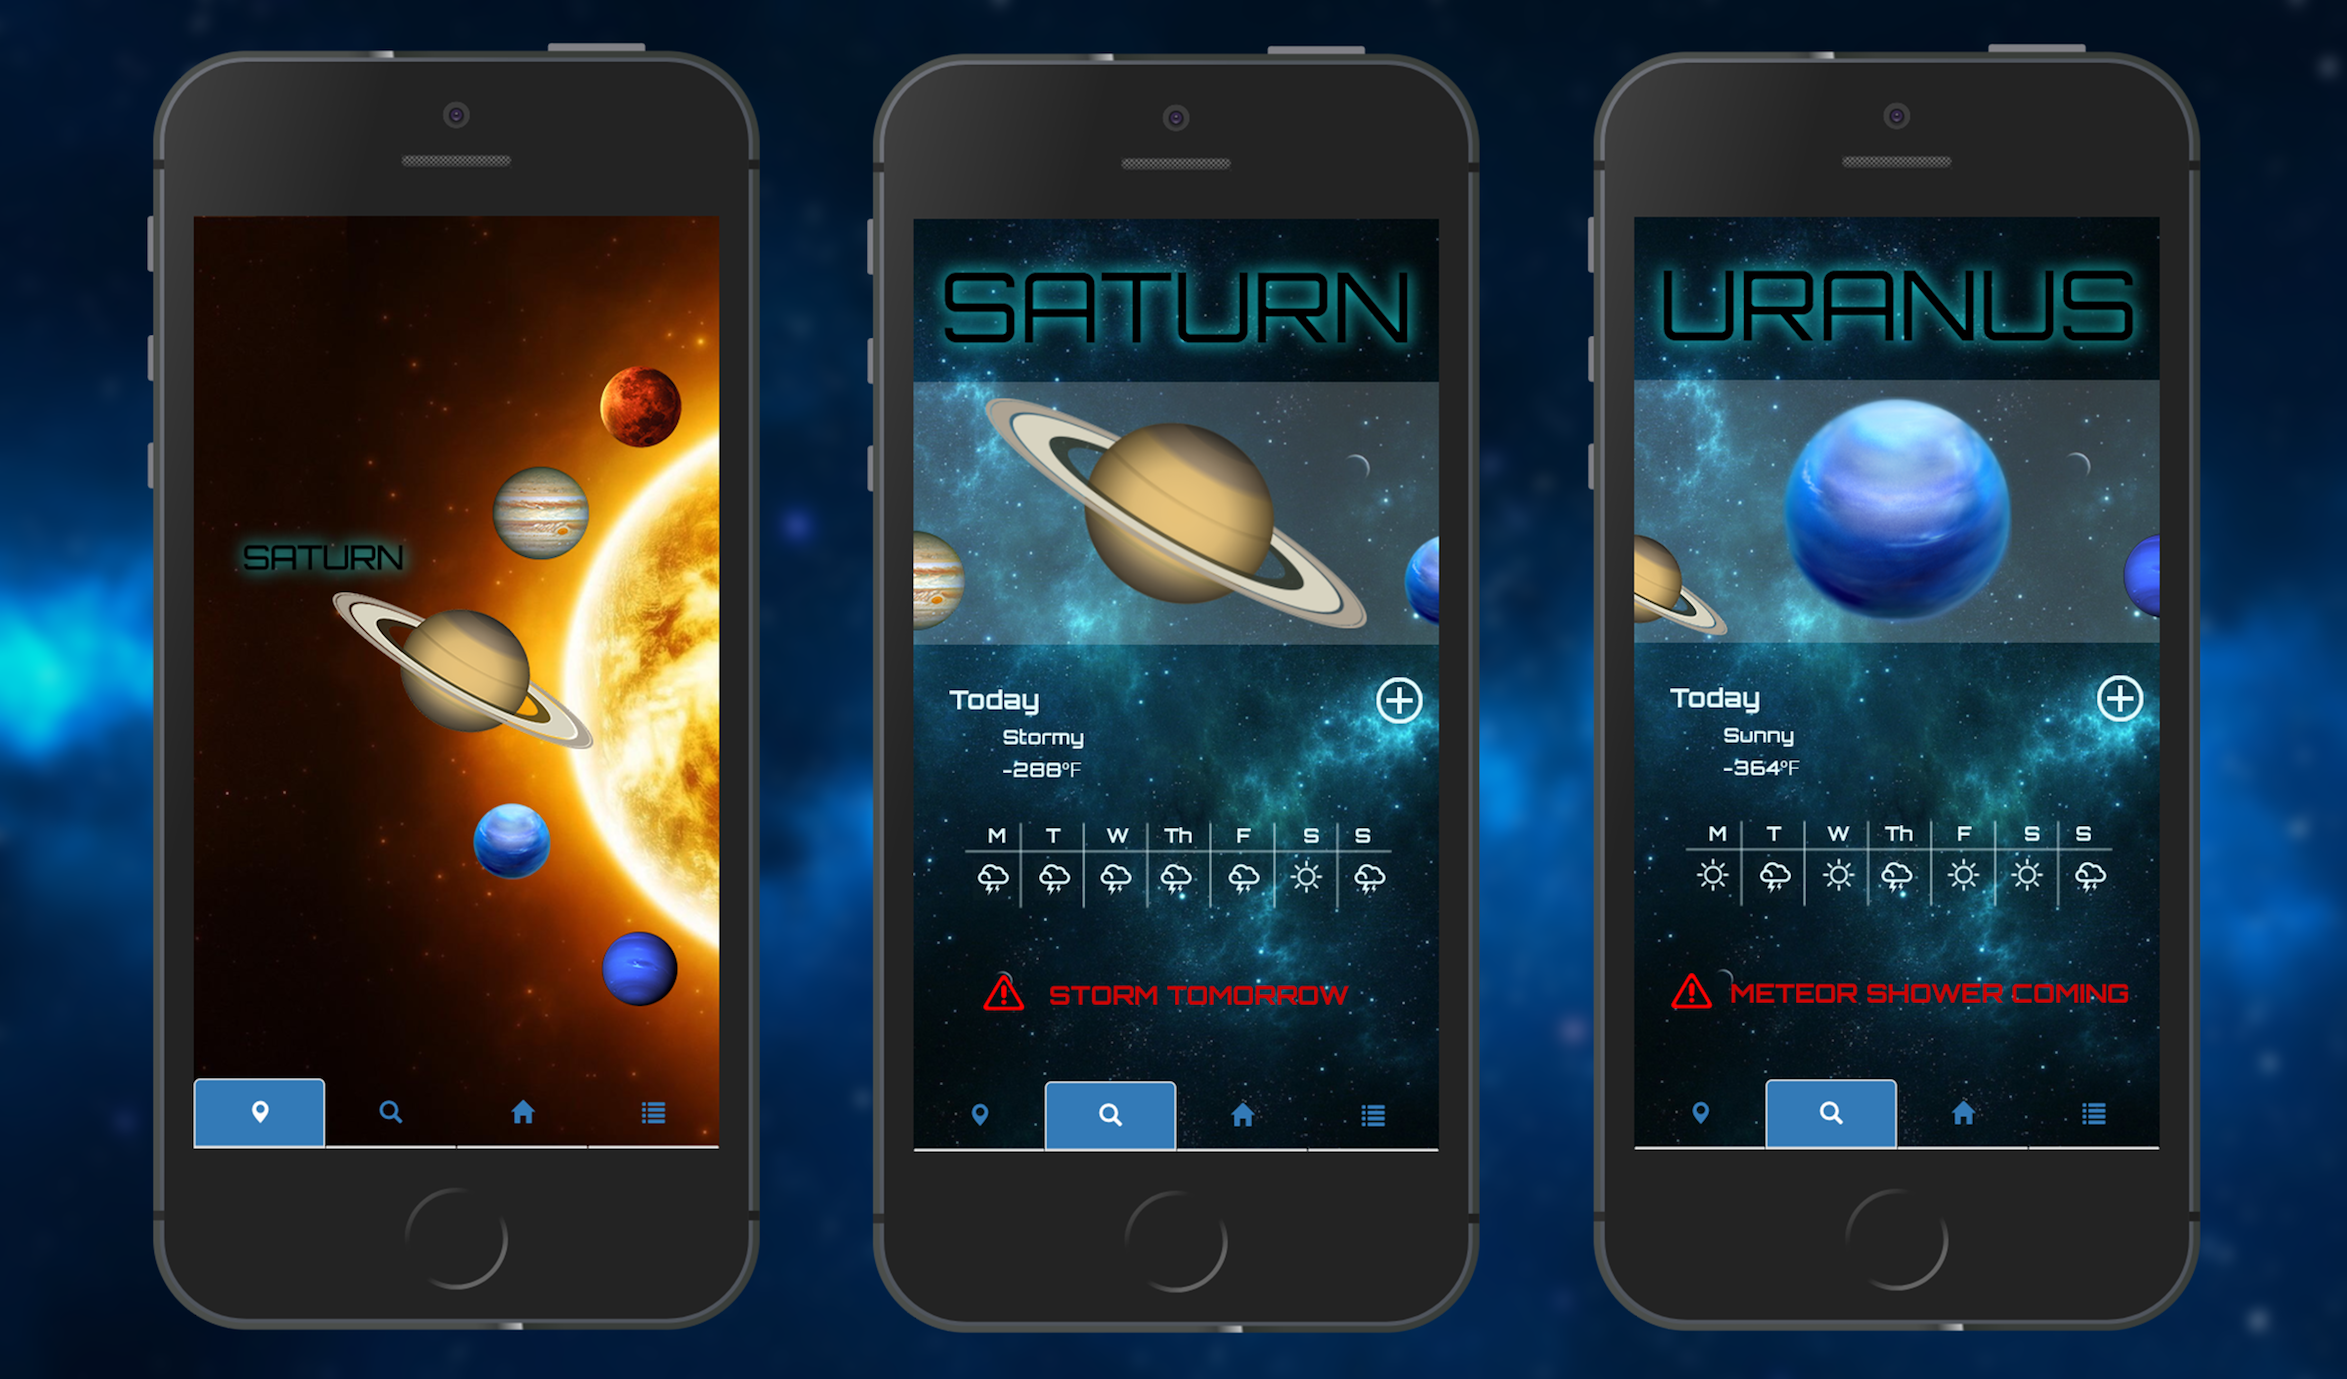 SATURN
SATURN
Today
Stormy
-288°F
M T W Th F S S
STORM TOMORROW
URANUS
Today
Sunny
-364°F
M T W Th F S S
METEOR SHOWER COMING